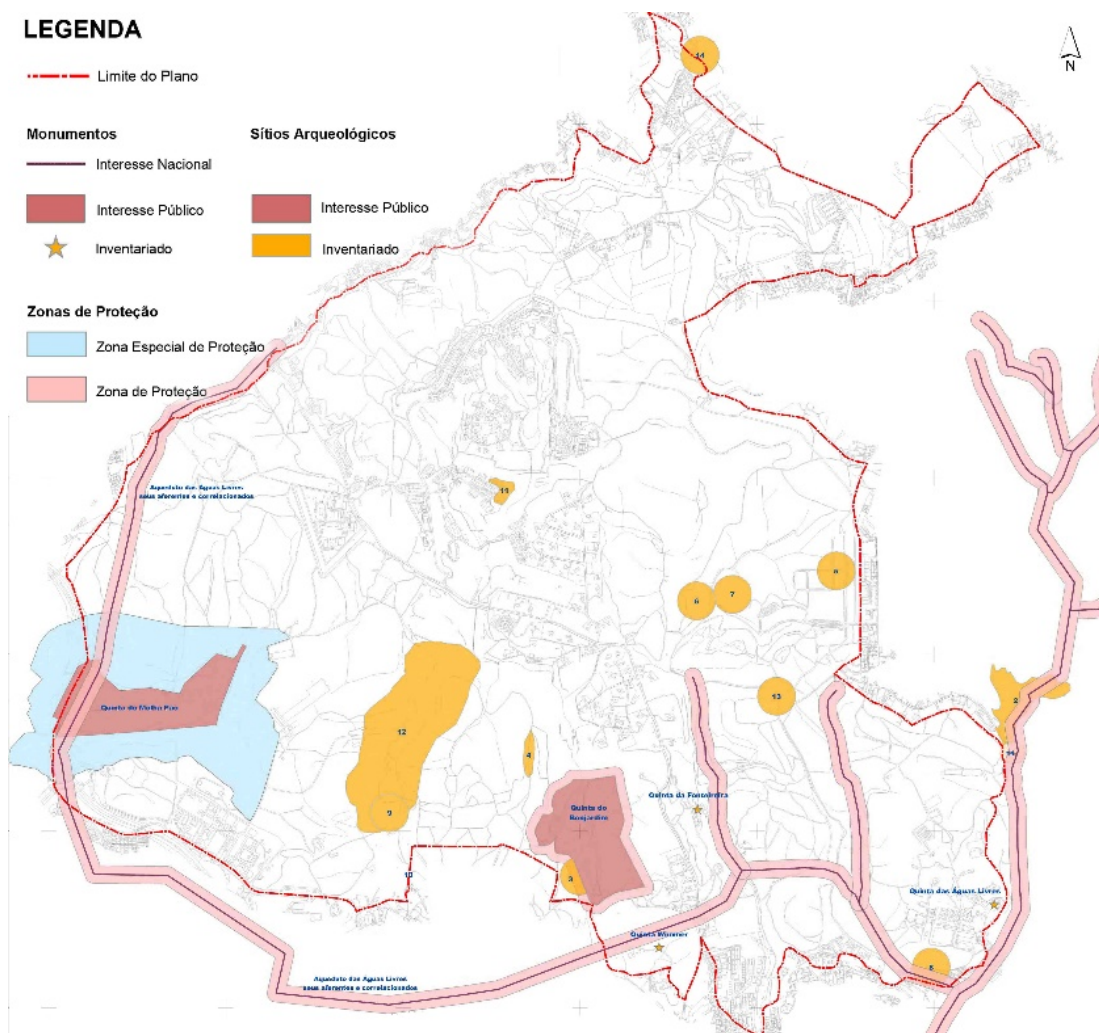 LEGENDA
Limite do Plano
Monumentos
Sítios Arqueológicos
Interesse Nacional
Interesse Público
Interesse Público
Inventariado
Inventariado
Zonas de Proteção
Zona Especial de Proteção
Zona de Proteção
N
14
Aqueduto das Águas Livres
seus aferentes e correlacionados
11
7
13
2
12
4
9
Quinta da Fonteireira
Quinta do
Bonjardim
3
10
Quinta das Águas Livres
Quinta Wimmer
Aqueduto das Águas Livres
seus aferentes e correlacionados